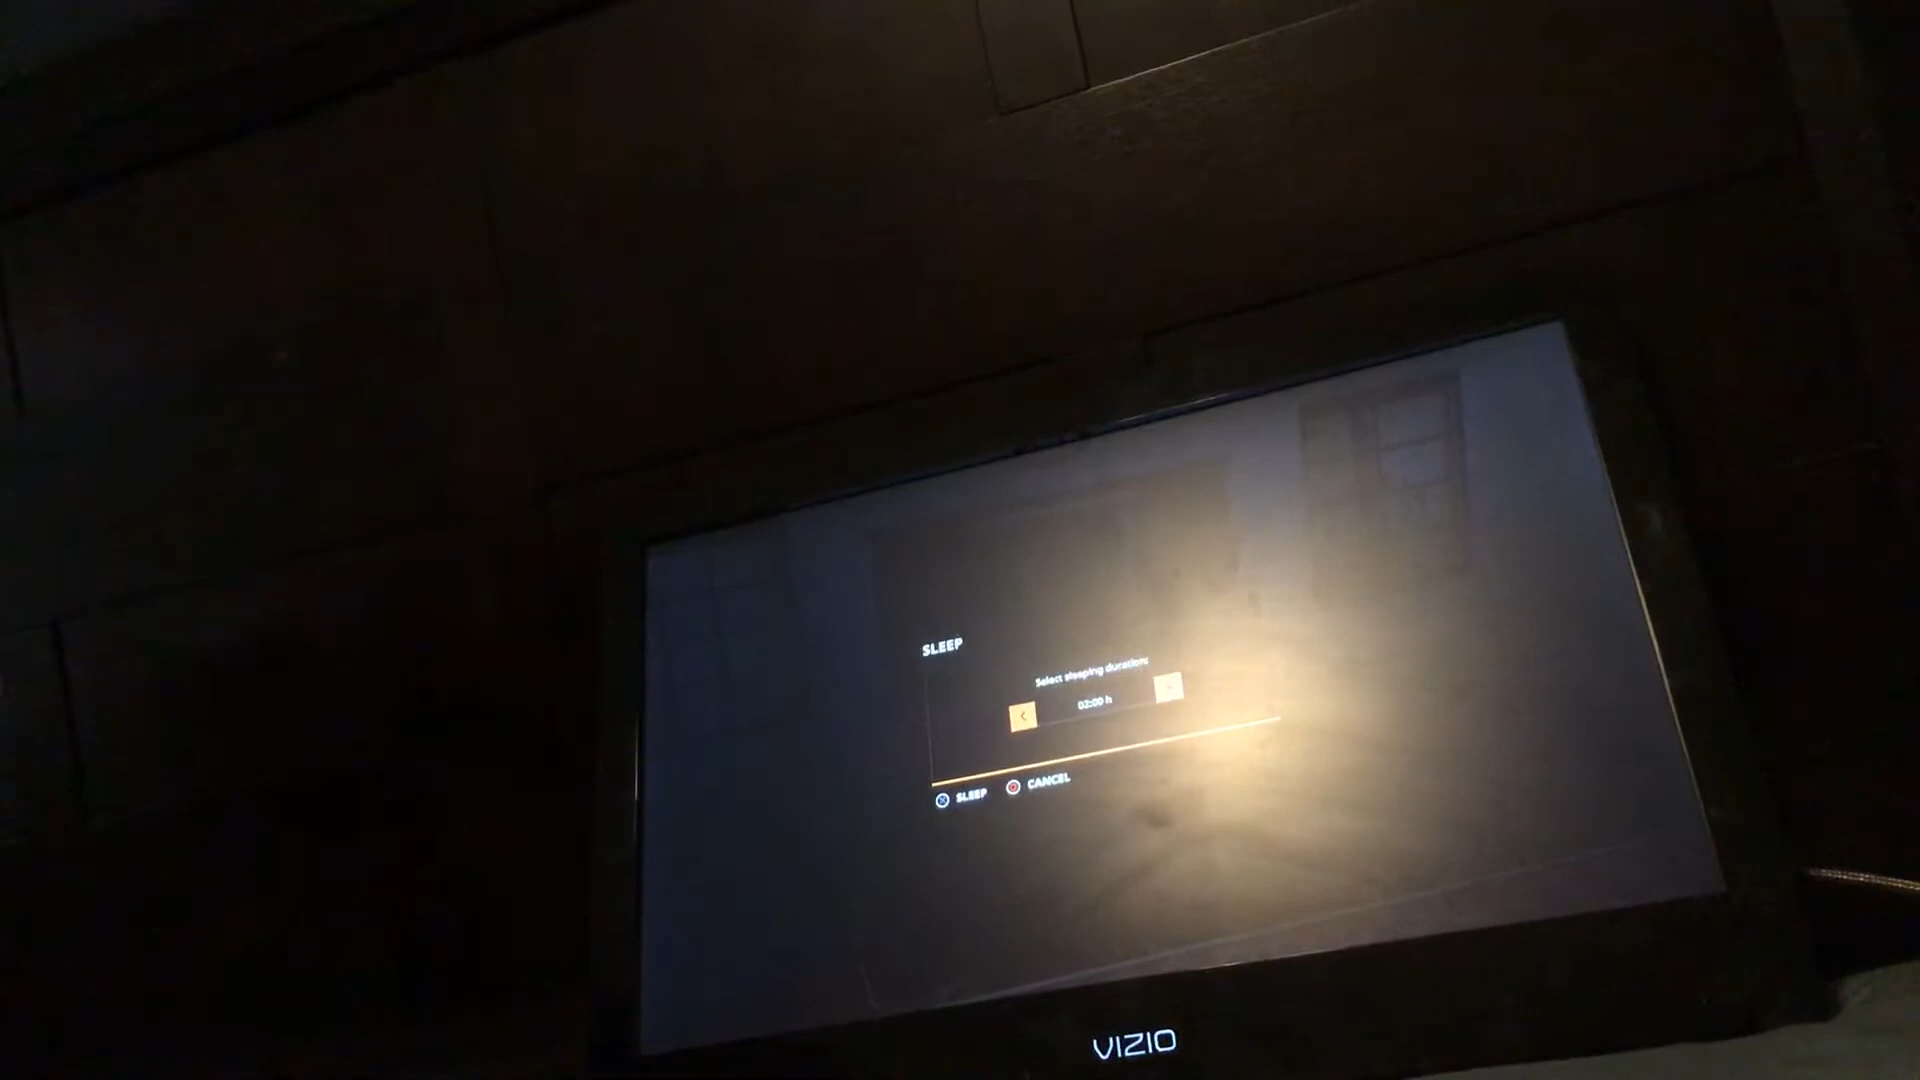 SLEEP
Select sleeping duration:
02:00 h
SLEEP CANCEL
VIZIO